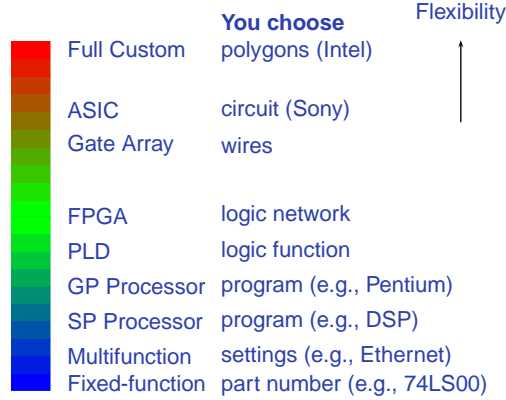 Flexibility
You choose
Full Custom polygons (Intel)
ASIC circuit (Sony)
Gate Array wires
FPGA logic network
PLD logic function
GP Processor program (e.g., Pentium)
SP Processor program (e.g., DSP)
Multifunction settings (e.g., Ethernet)
Fixed-function part number (e.g., 74LS00)